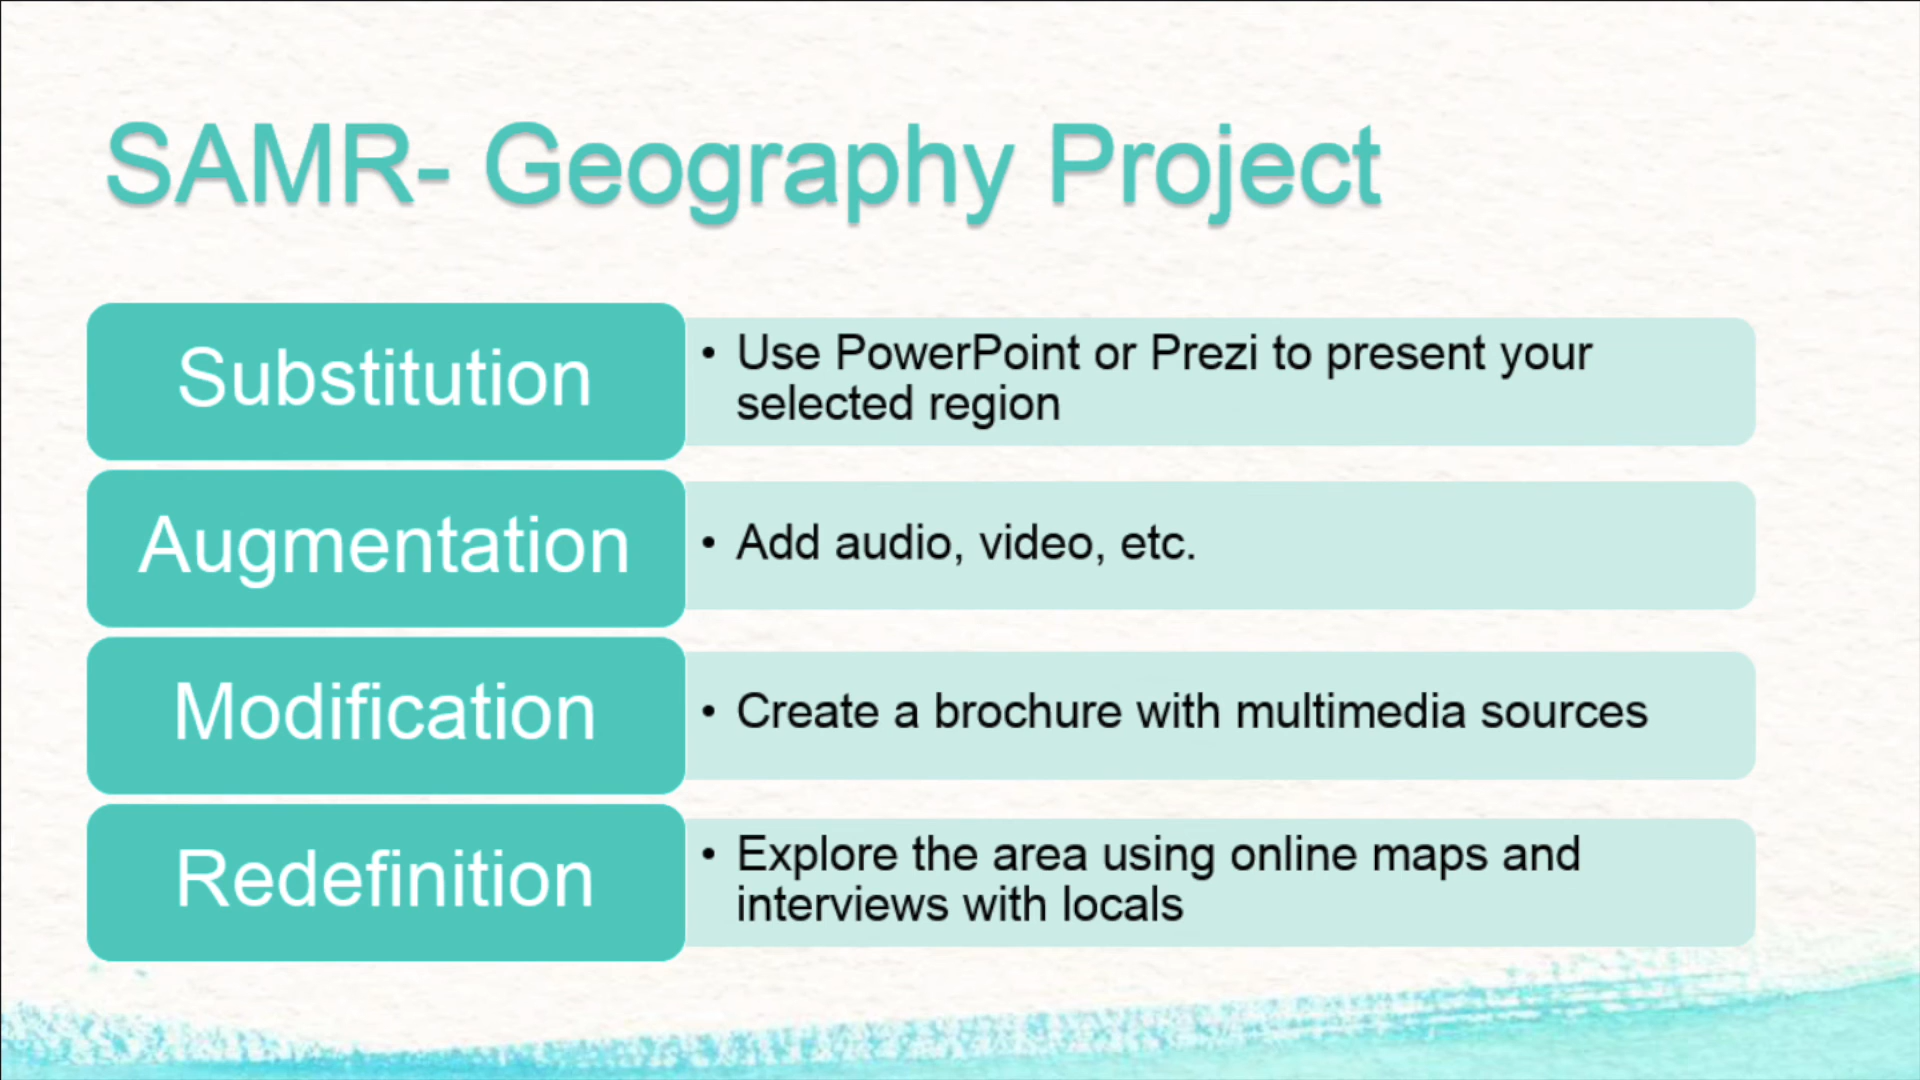 SAMR- Geography Project
Substitution
• Use PowerPoint or Prezi to present your
selected region
Augmentation
• Add audio, video, etc.
Modification
• Create a brochure with multimedia sources
Redefinition
• Explore the area using online maps and
interviews with locals